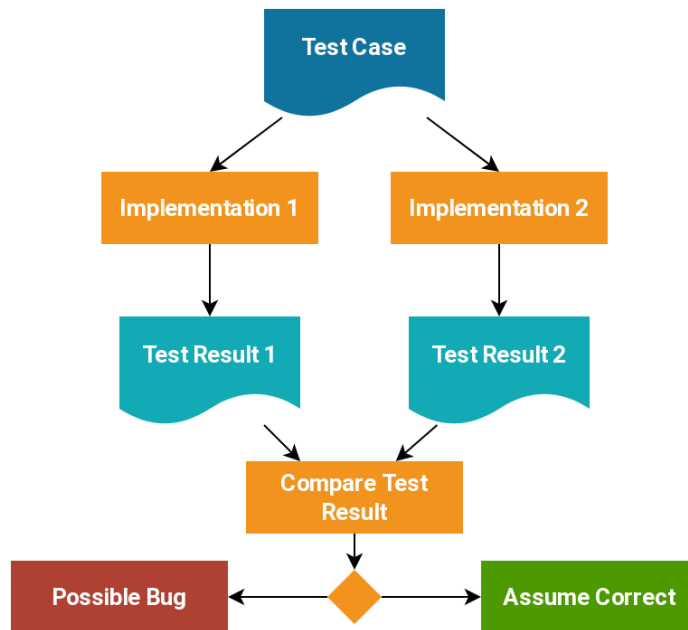 Test Case
Implementation 1
Implementation 2
Test Result 1
Test Result 2
Compare Test
Result
Possible Bug
Assume Correct